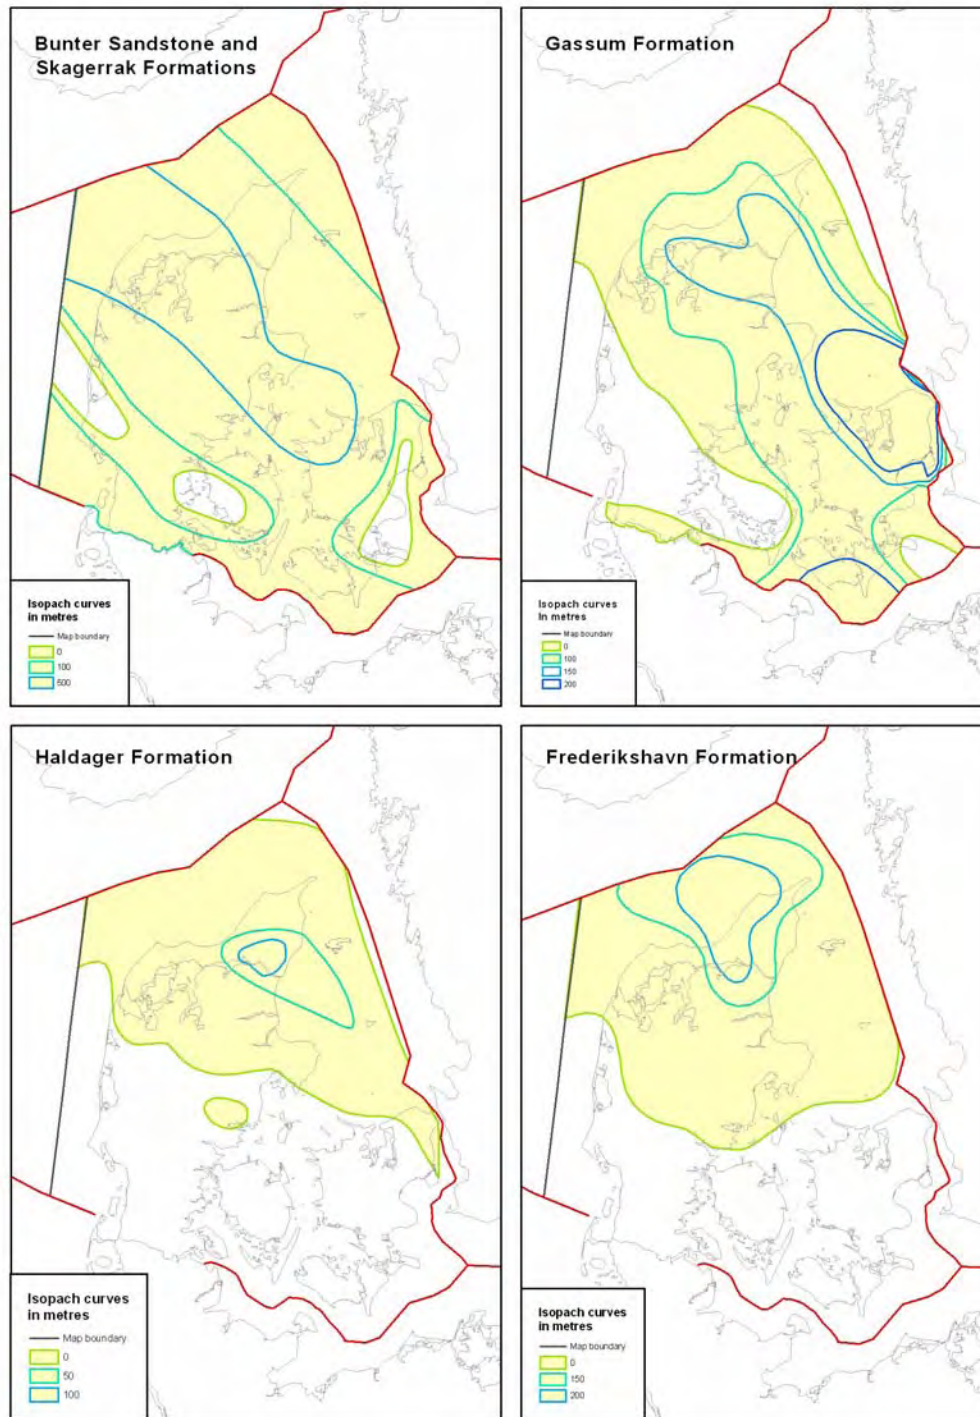 Bunter Sandstone and
Skagerrak Formations
Isopach curves
in metres
Map boundary
0
100
500
Gassum Formation
Isopach curves
In metres
Map boundary
0
100
150
200
Haldager Formation
Isopach curves
in metres
Map boundary
0
50
100
Frederikshavn Formation
Isopach curves
in metres
Map boundary
0
150
200